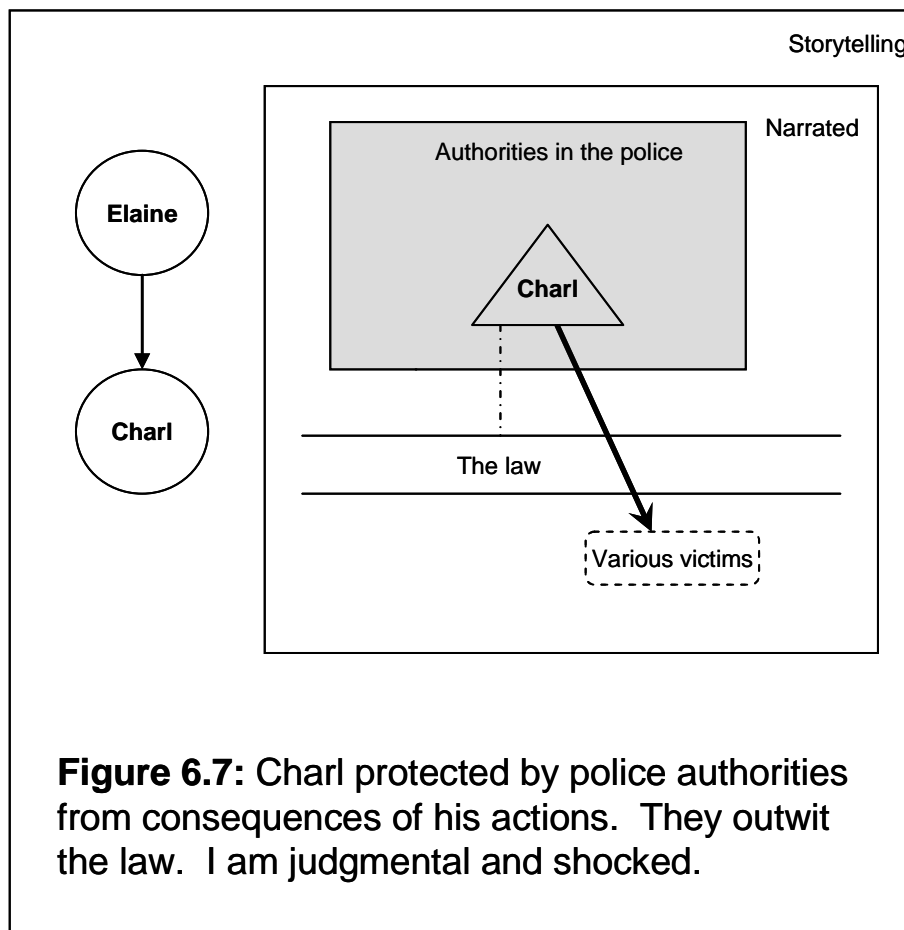 Storytelling
Narrated
Authorities in the police
Elaine
Charl
Charl
The law
Various victims
Figure 6.7: Charl protected by police authorities
from consequences of his actions. They outwit
the law. I am judgmental and shocked.